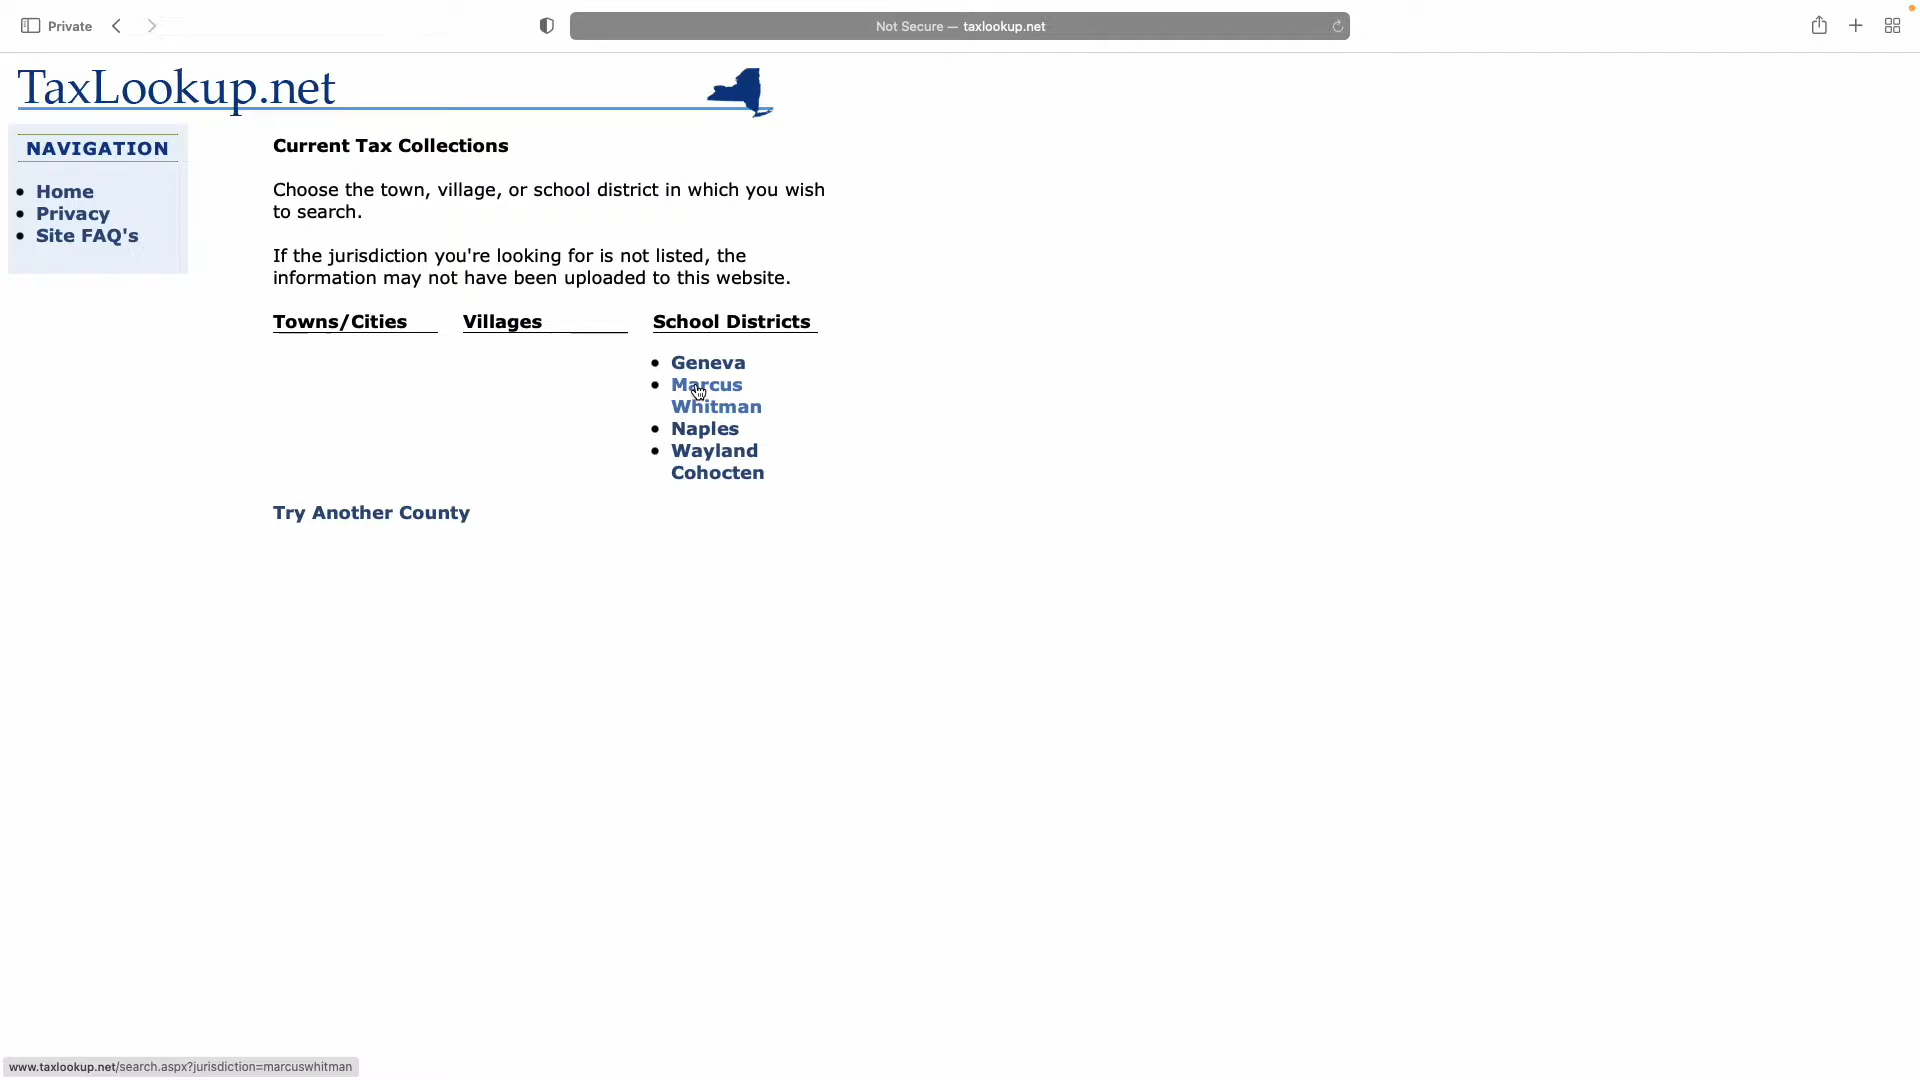 Private
Not Secure — taxlookup.net
TaxLookup.net
NAVIGATION
Home
Privacy
Site FAQ's
Current Tax Collections
Choose the town, village, or school district in which you wish
to search.
If the jurisdiction you're looking for is not listed, the
information may not have been uploaded to this website.
Towns/Cities
Villages
School Districts
Geneva
Marcus
Whitman
Naples
Wayland
Cohocten
Try Another County
www.taxlookup.net/search.aspx?jurisdiction=marcuswhitman